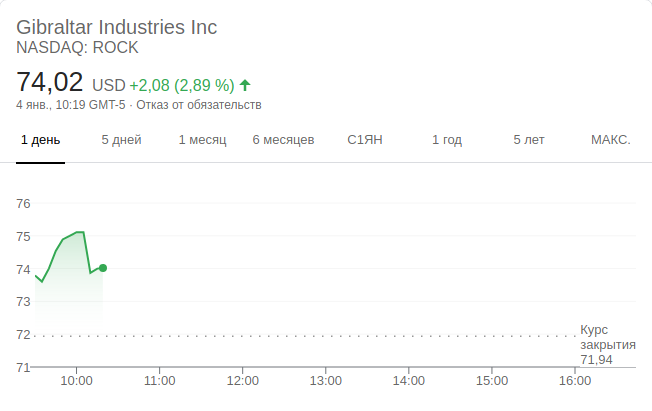 Gibraltar Industries Inc
NASDAQ: ROCK
74,02 USD +2,08 (2,89 %)
4 янв., 10:19 GMT-5 · Отказ от обязательств
1 день 5 дней 1 месяц 6 месяцев С1ЯН 1 год 5 лет МАКС.
76
75
74
73
72
71
Курс
закрытия
71,94
10:00 11:00 12:00 13:00 14:00 15:00 16:00